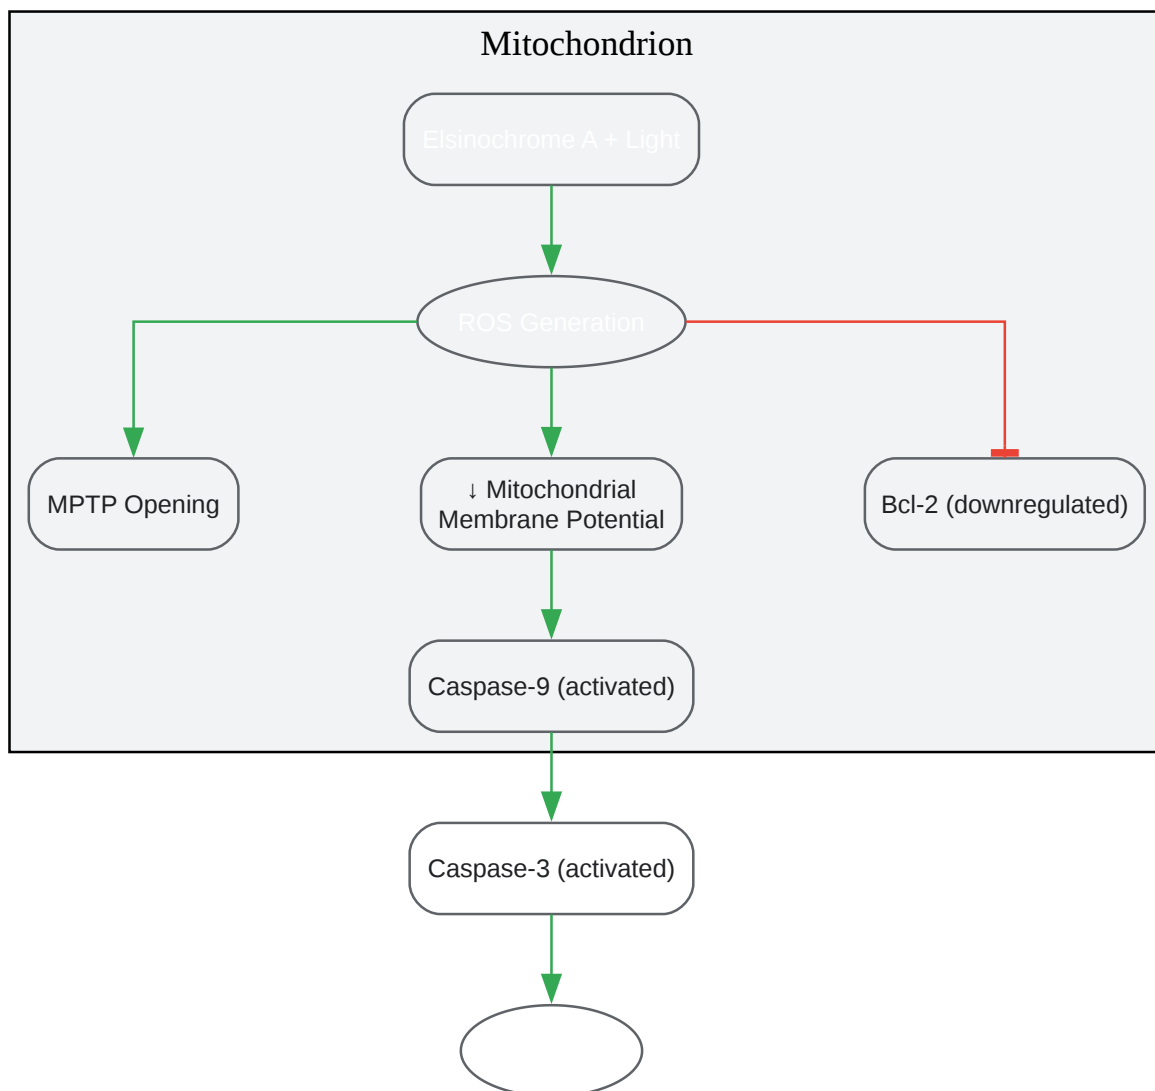 Mitochondrion
Elsinochrome A + Light
ROS Generation
MPTP Opening
↓ Mitochondrial
Membrane Potential
Bcl-2 (downregulated)
Caspase-9 (activated)
Caspase-3 (activated)